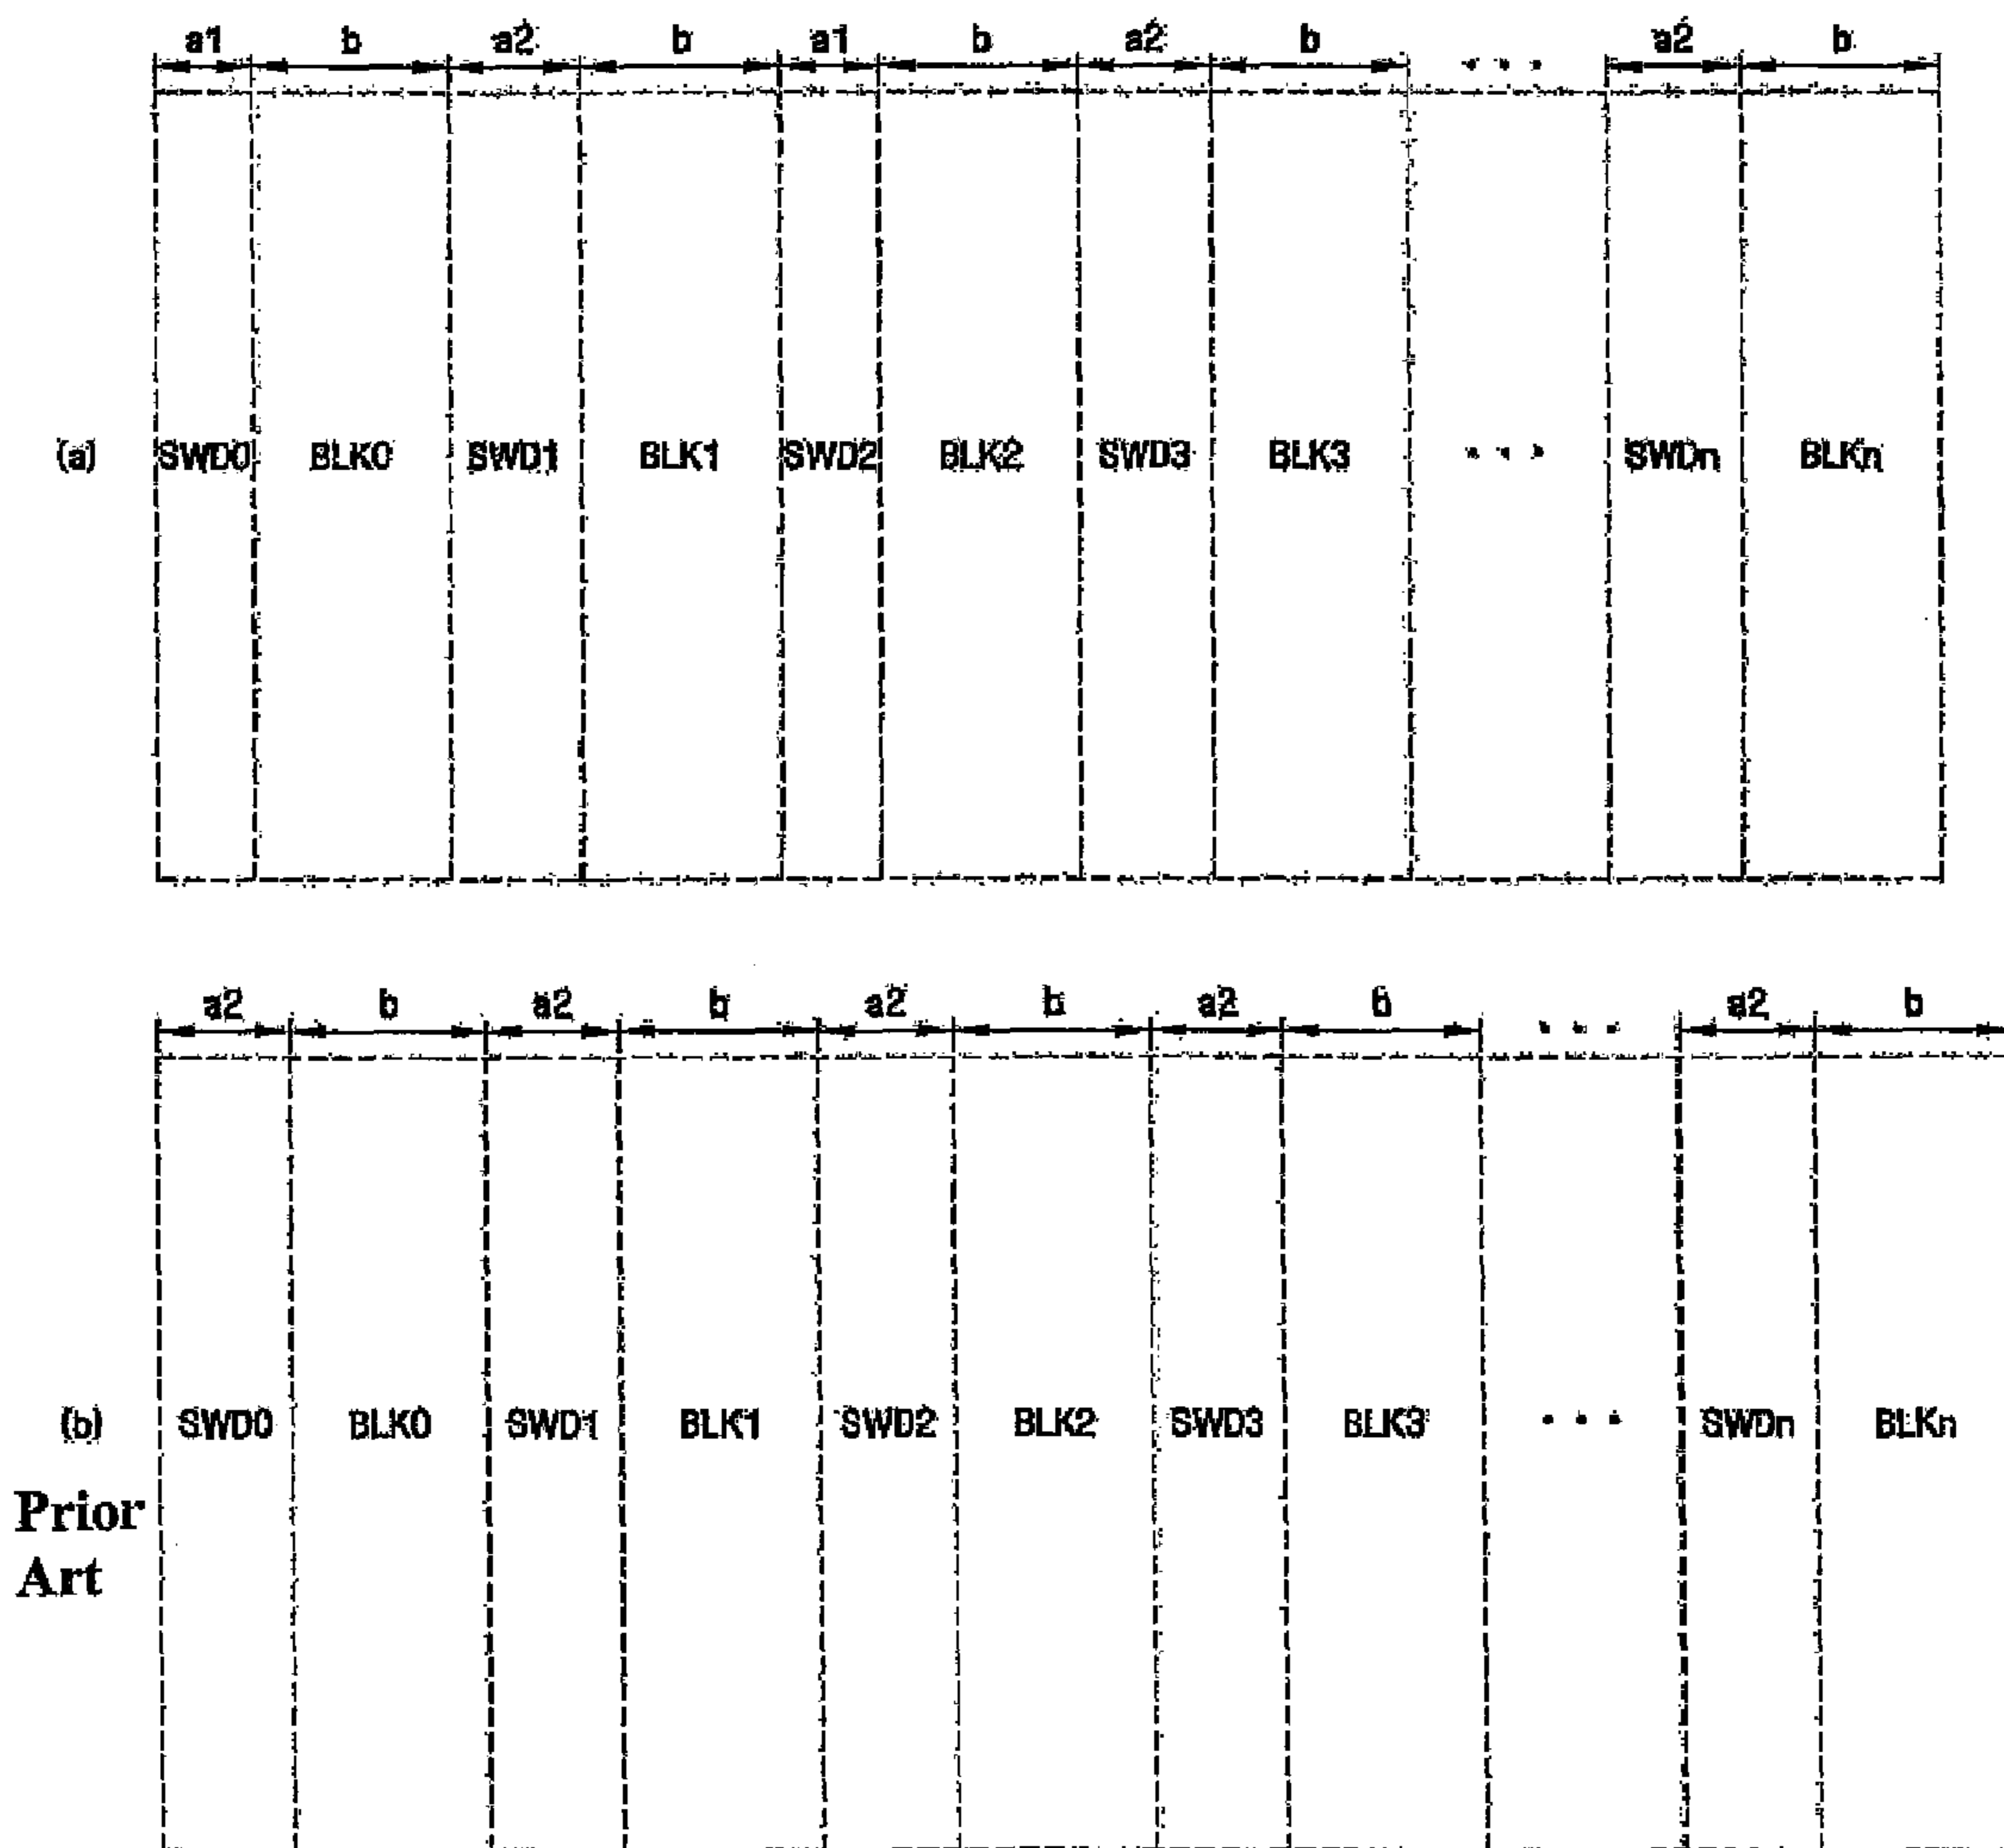 a1 b a2 b a1 b a2 b ... a2 b
(a) SWD0 BLK0 SWD1 BLK1 SWD2 BLK2 SWD3 BLK3 ... SWDn BLKn
a2 b a2 b a2 b a2 b ... a2 b
(b) SWD0 BLK0 SWD1 BLK1 SWD2 BLK2 SWD3 BLK3 ... SWDn BLKn
Prior
Art